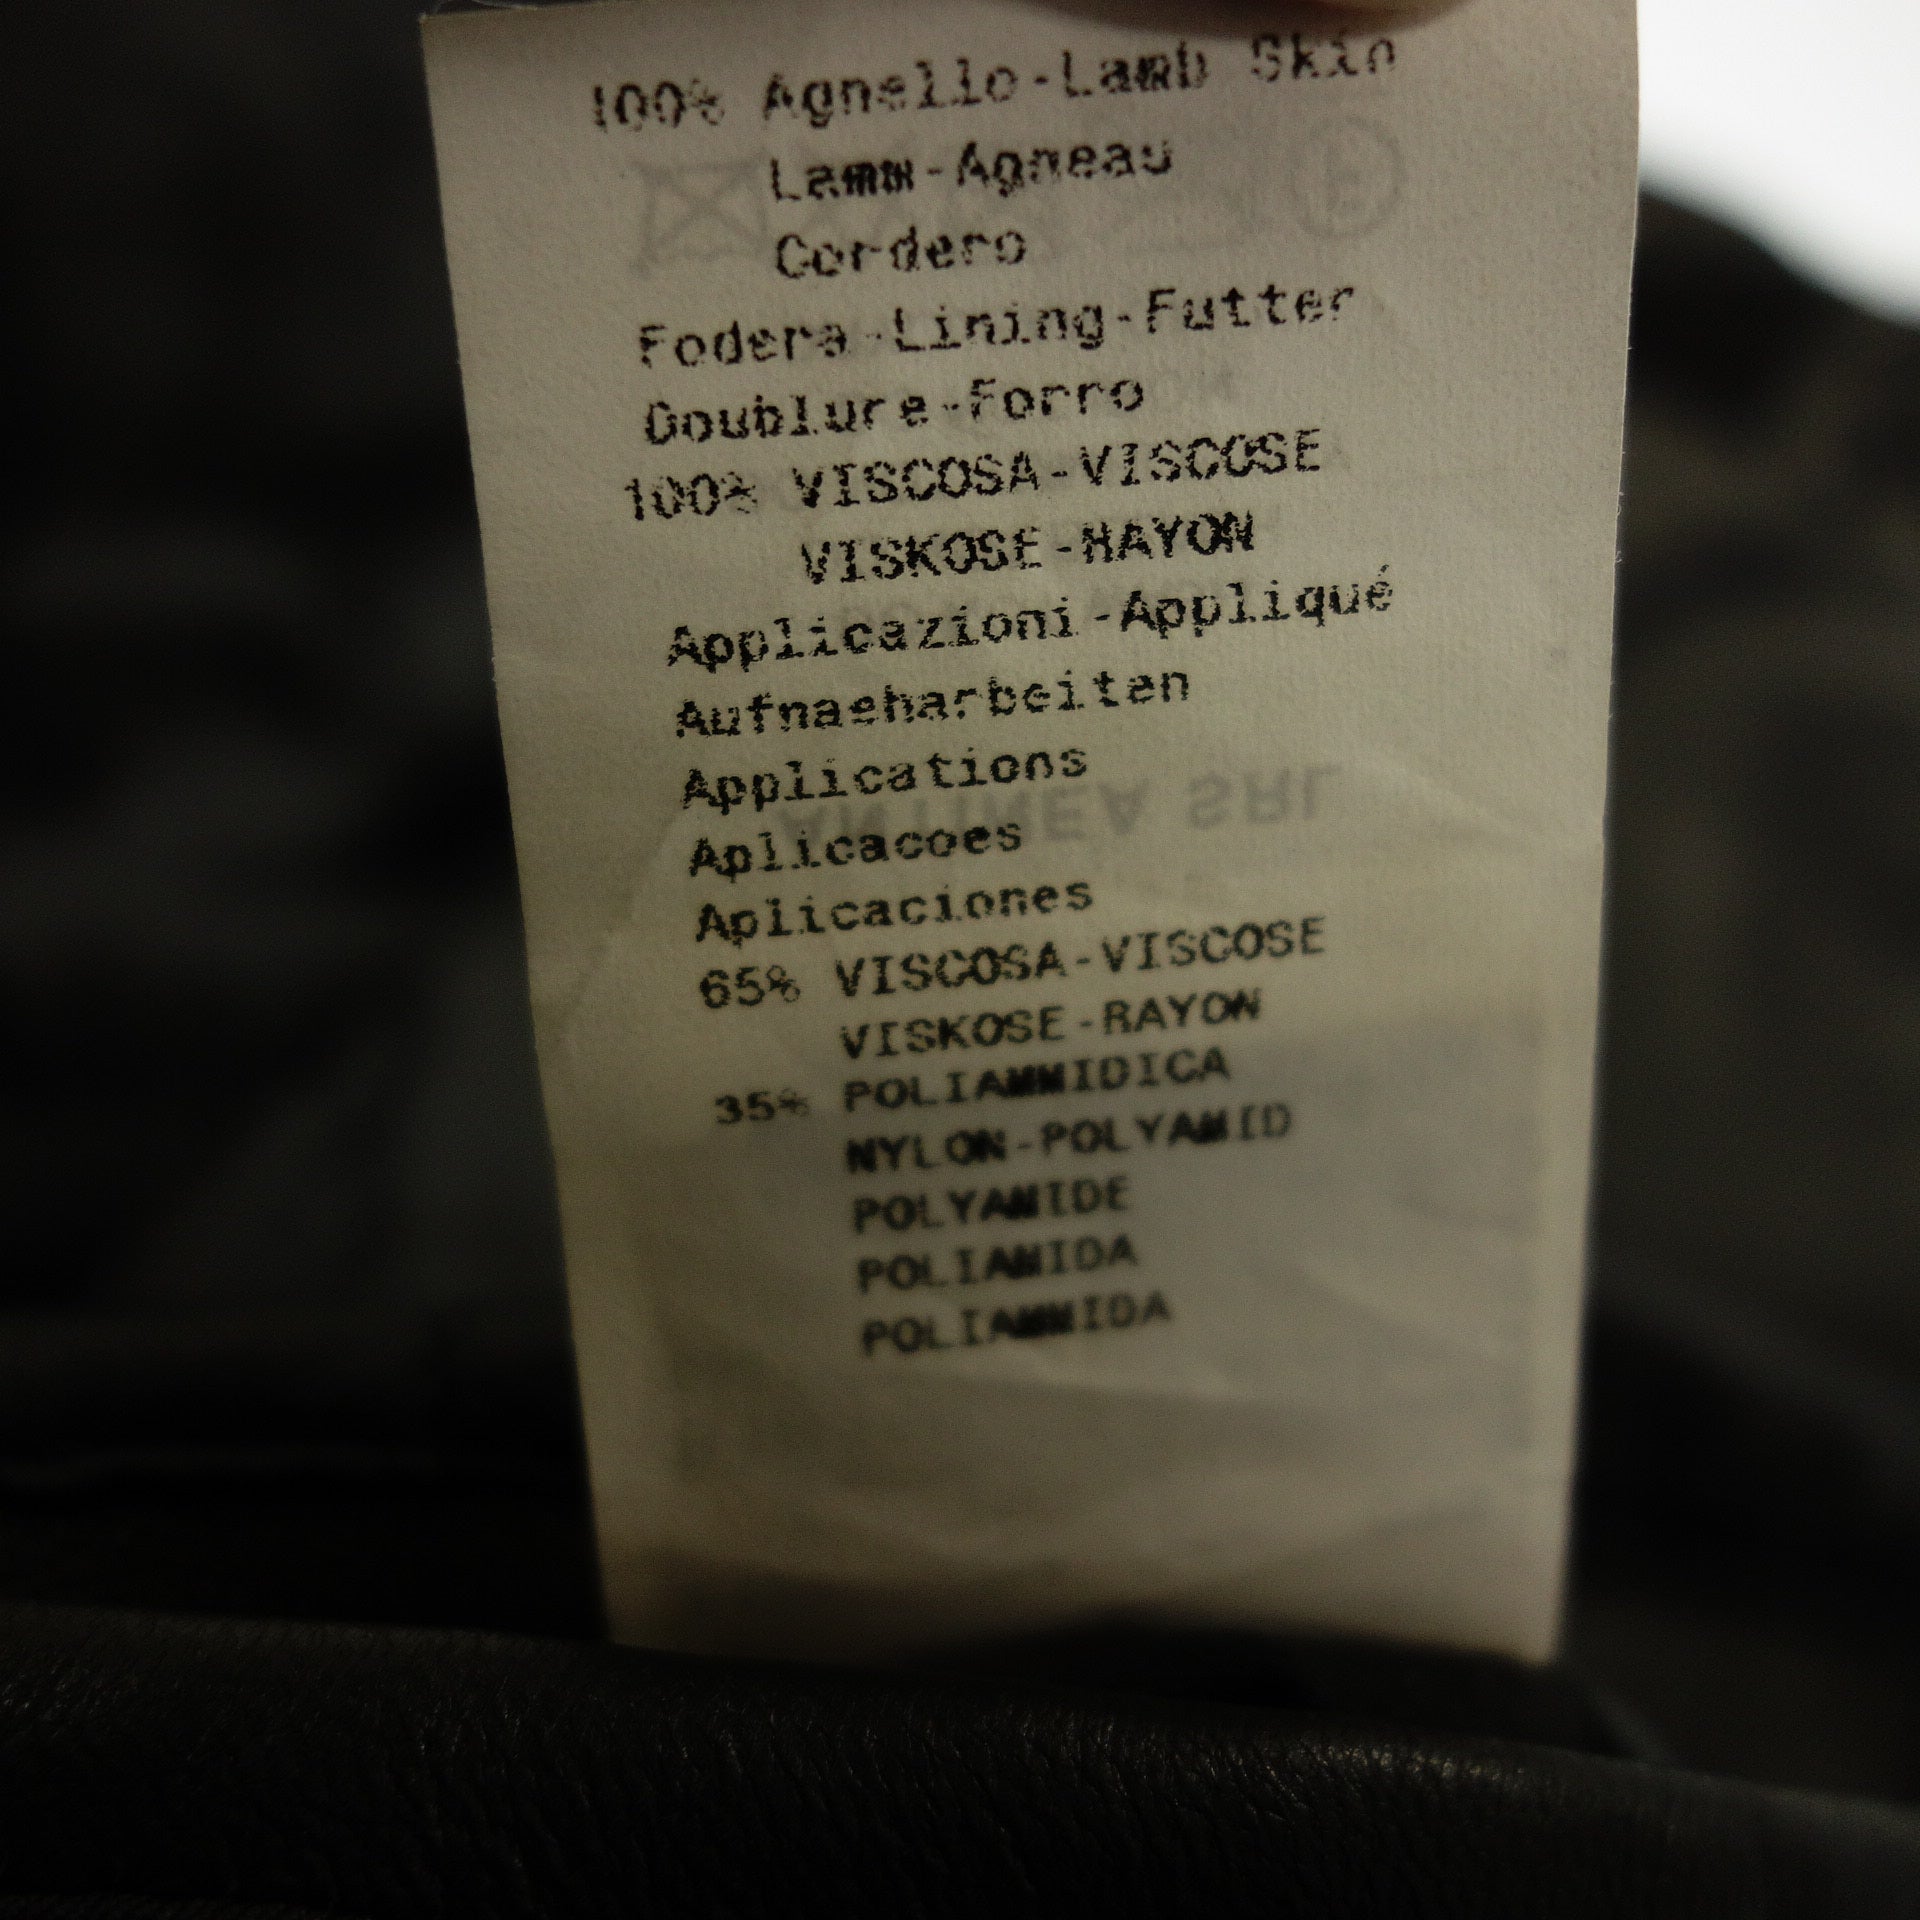 100% Agnello-Lamb Skin
Lamm-Agneau
Cordero
Fodera-Lining-Futter
Doublure-Forro
100% VISCOSA-VISCOSE
VISKOSE-RAYON
Applicazioni-Appliqué
Aufnaeharbeiten
Applications
Aplicacoes
Aplicaciones
65% VISCOSA-VISCOSE
VISKOSE-RAYON
35% POLIAMMIDICA
NYLON-POLYAMID
POLYAMIDE
POLIAMIDA
POLIAMMIDA